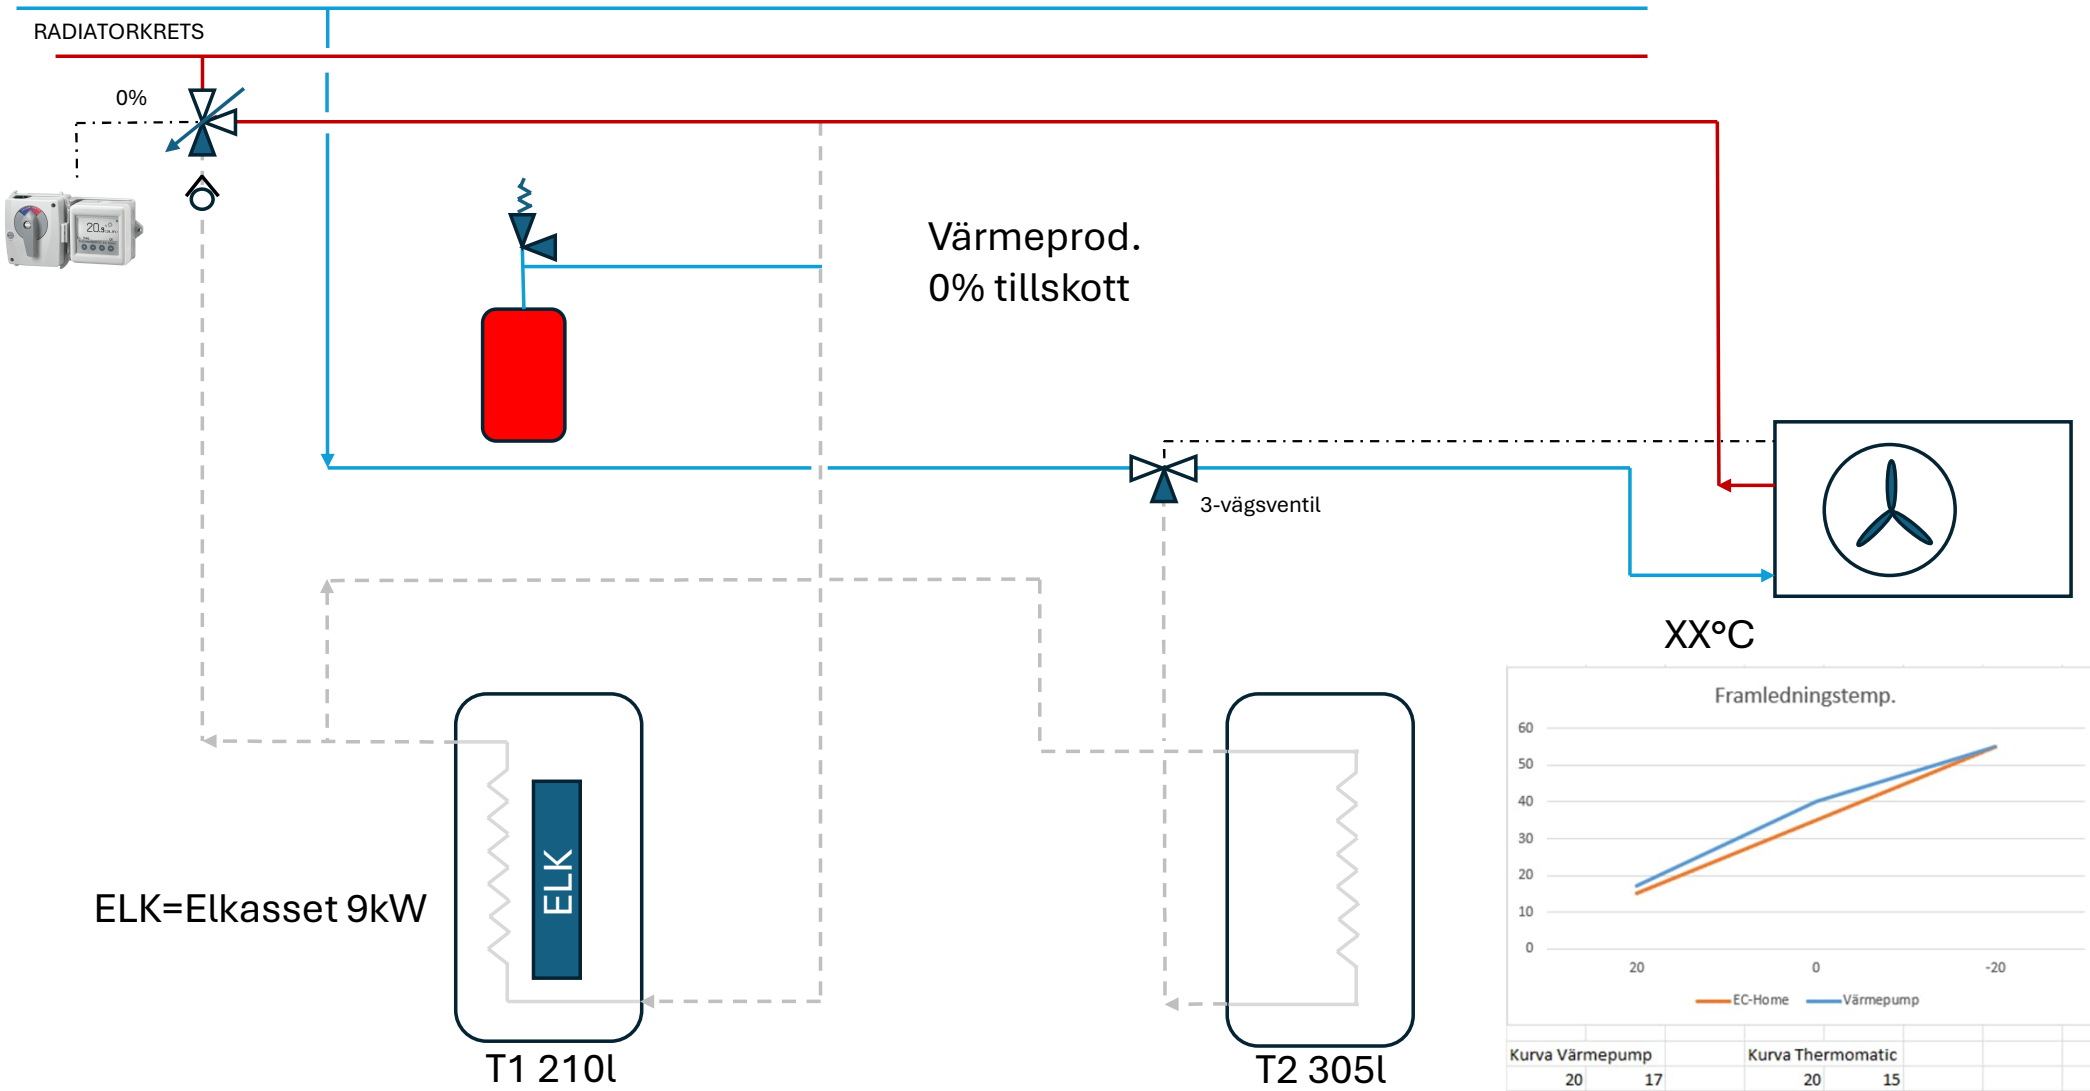 RADIATORKRETS
0%
20.
Värmeprod.
0% tillskott
3-vägsventil
XX°C
Framledningstemp.
60
50
40
30
20
10
0
20 0 -20
EC-Home Värmepump
ELK=Elkasset 9kW
ELK
T1 210l
T2 305l
Kurva Värmepump Kurva Thermomatic
20 17 20 15